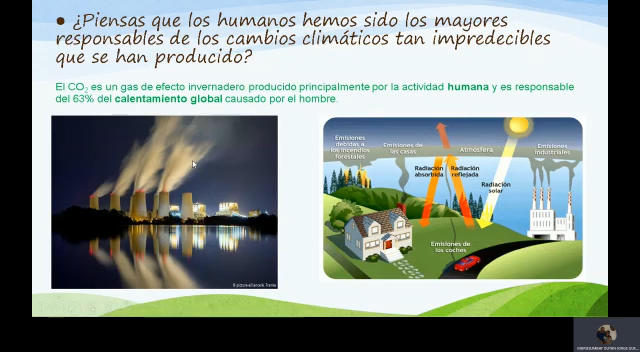 ● ¿Piensas que los humanos hemos sido los mayores
responsables de los cambios climáticos tan impredecibles
que se han producido?
El CO₂ es un gas de efecto invernadero producido principalmente por la actividad humana y es responsable
del 63% del calentamiento global causado por el hombre.
Emisiones
debidas a
los incendios
forestales
Emisiones de
las casas
Atmósfera
Emisiones
industriales
Radiación
absorbida
Radiación
reflejada
Radiación
solar
Emisiones de
los coches